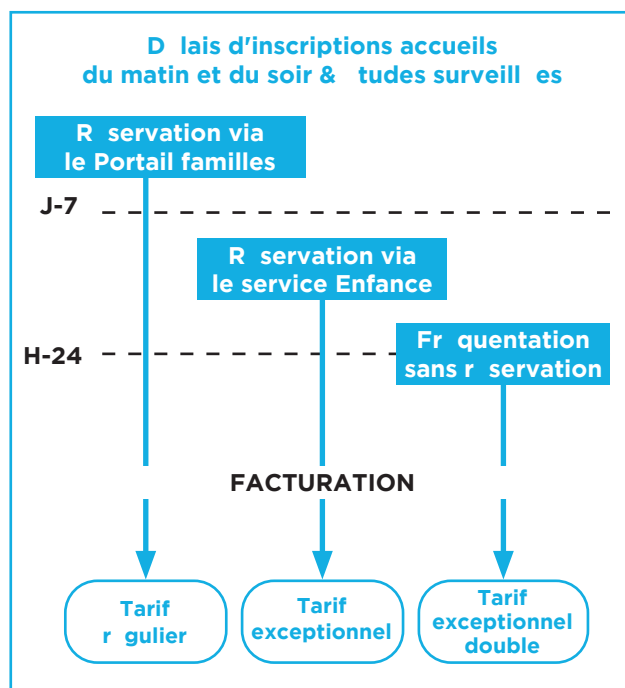 D lais d'inscriptions accueils
du matin et du soir & tudes surveill es
R servation via
le Portail familles
J-7
R servation via
le service Enfance
H-24
Fr quentation
sans r servation
FACTURATION
Tarif
r gulier
Tarif
exceptionnel
Tarif
exceptionnel
double